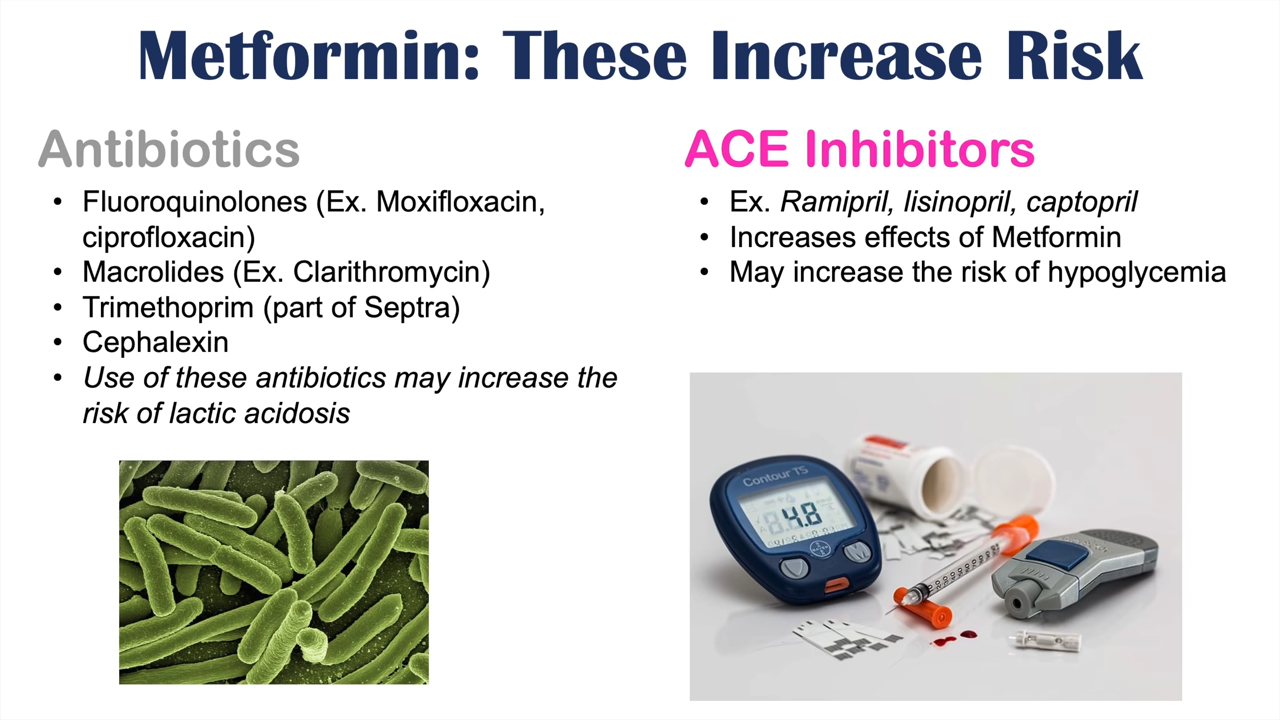 Metformin: These Increase Risk
Antibiotics
• Fluoroquinolones (Ex. Moxifloxacin,
ciprofloxacin)
• Macrolides (Ex. Clarithromycin)
• Trimethoprim (part of Septra)
• Cephalexin
• Use of these antibiotics may increase the
risk of lactic acidosis
ACE Inhibitors
• Ex. Ramipril, lisinopril, captopril
• Increases effects of Metformin
• May increase the risk of hypoglycemia
Contour TS
4.8
M